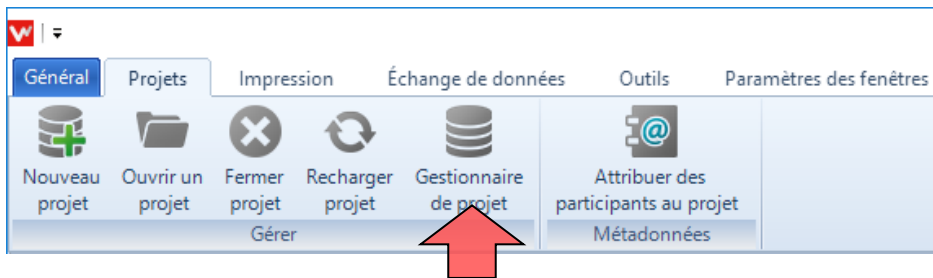 Général Projets Impression Échange de données Outils Paramètres des fenêtres
Nouveau projet
Ouvrir un projet
Fermer projet
Recharger projet
Gestionnaire de projet
Attribuer des participants au projet
Gérer Métadonnées